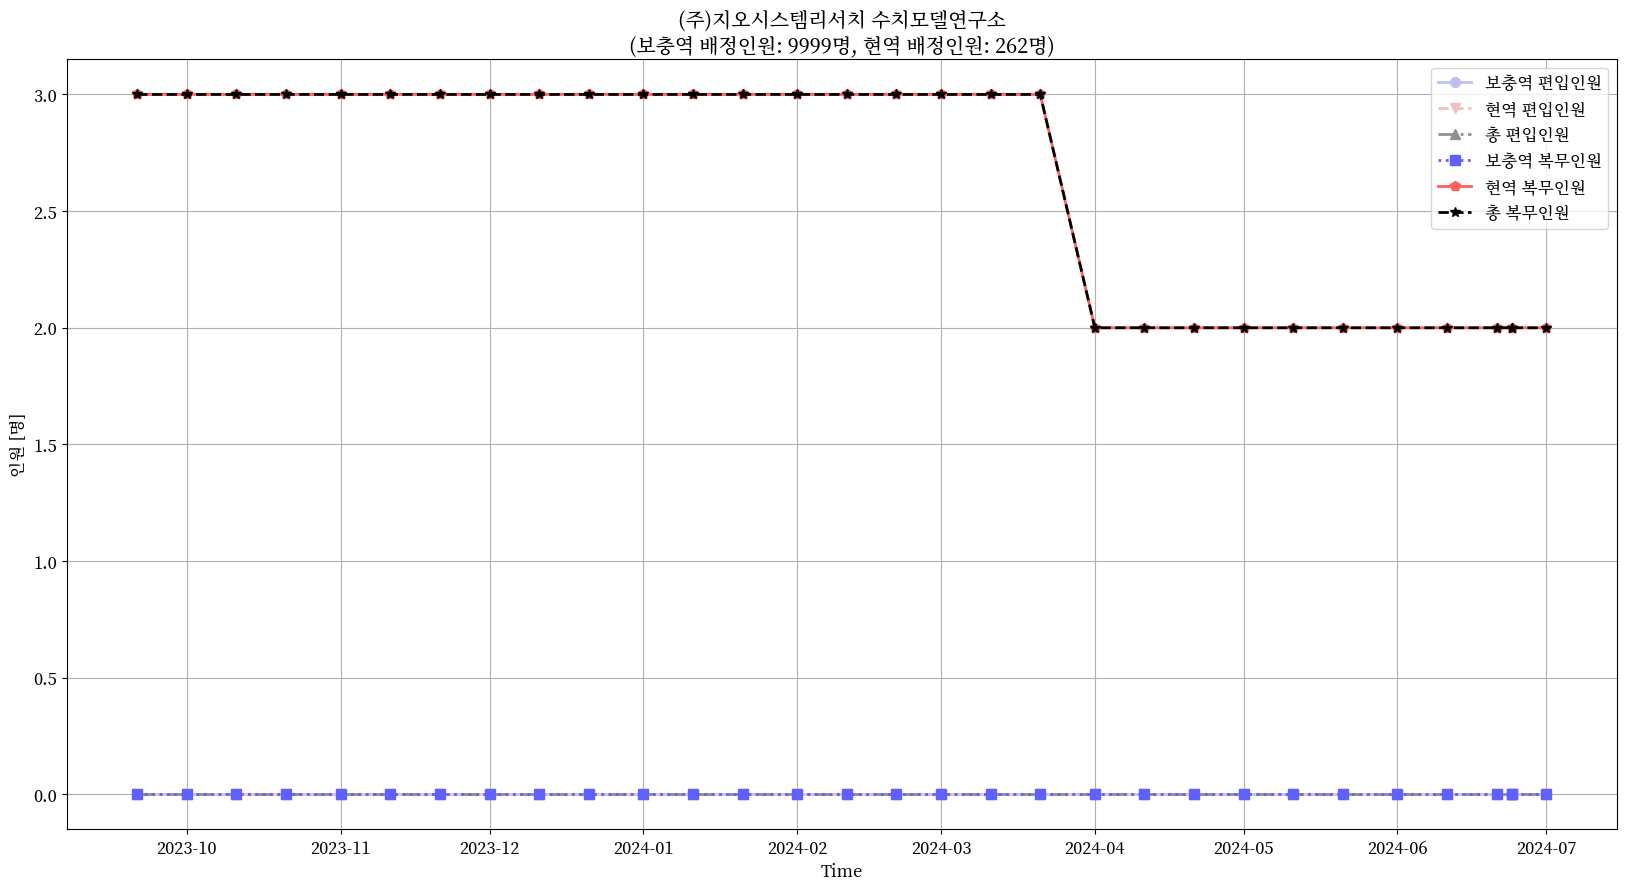 (주)지오시스템리서치 수치모델연구소
(보충역 배정인원: 9999명, 현역 배정인원: 262명)
보충역 편입인원
현역 편입인원
총 편입인원
보충역 복무인원
현역 복무인원
총 복무인원
인원 [명]
3.0
2.5
2.0
1.5
1.0
0.5
0.0
2023-10
2023-11
2023-12
2024-01
2024-02
2024-03
2024-04
2024-05
2024-06
2024-07
Time